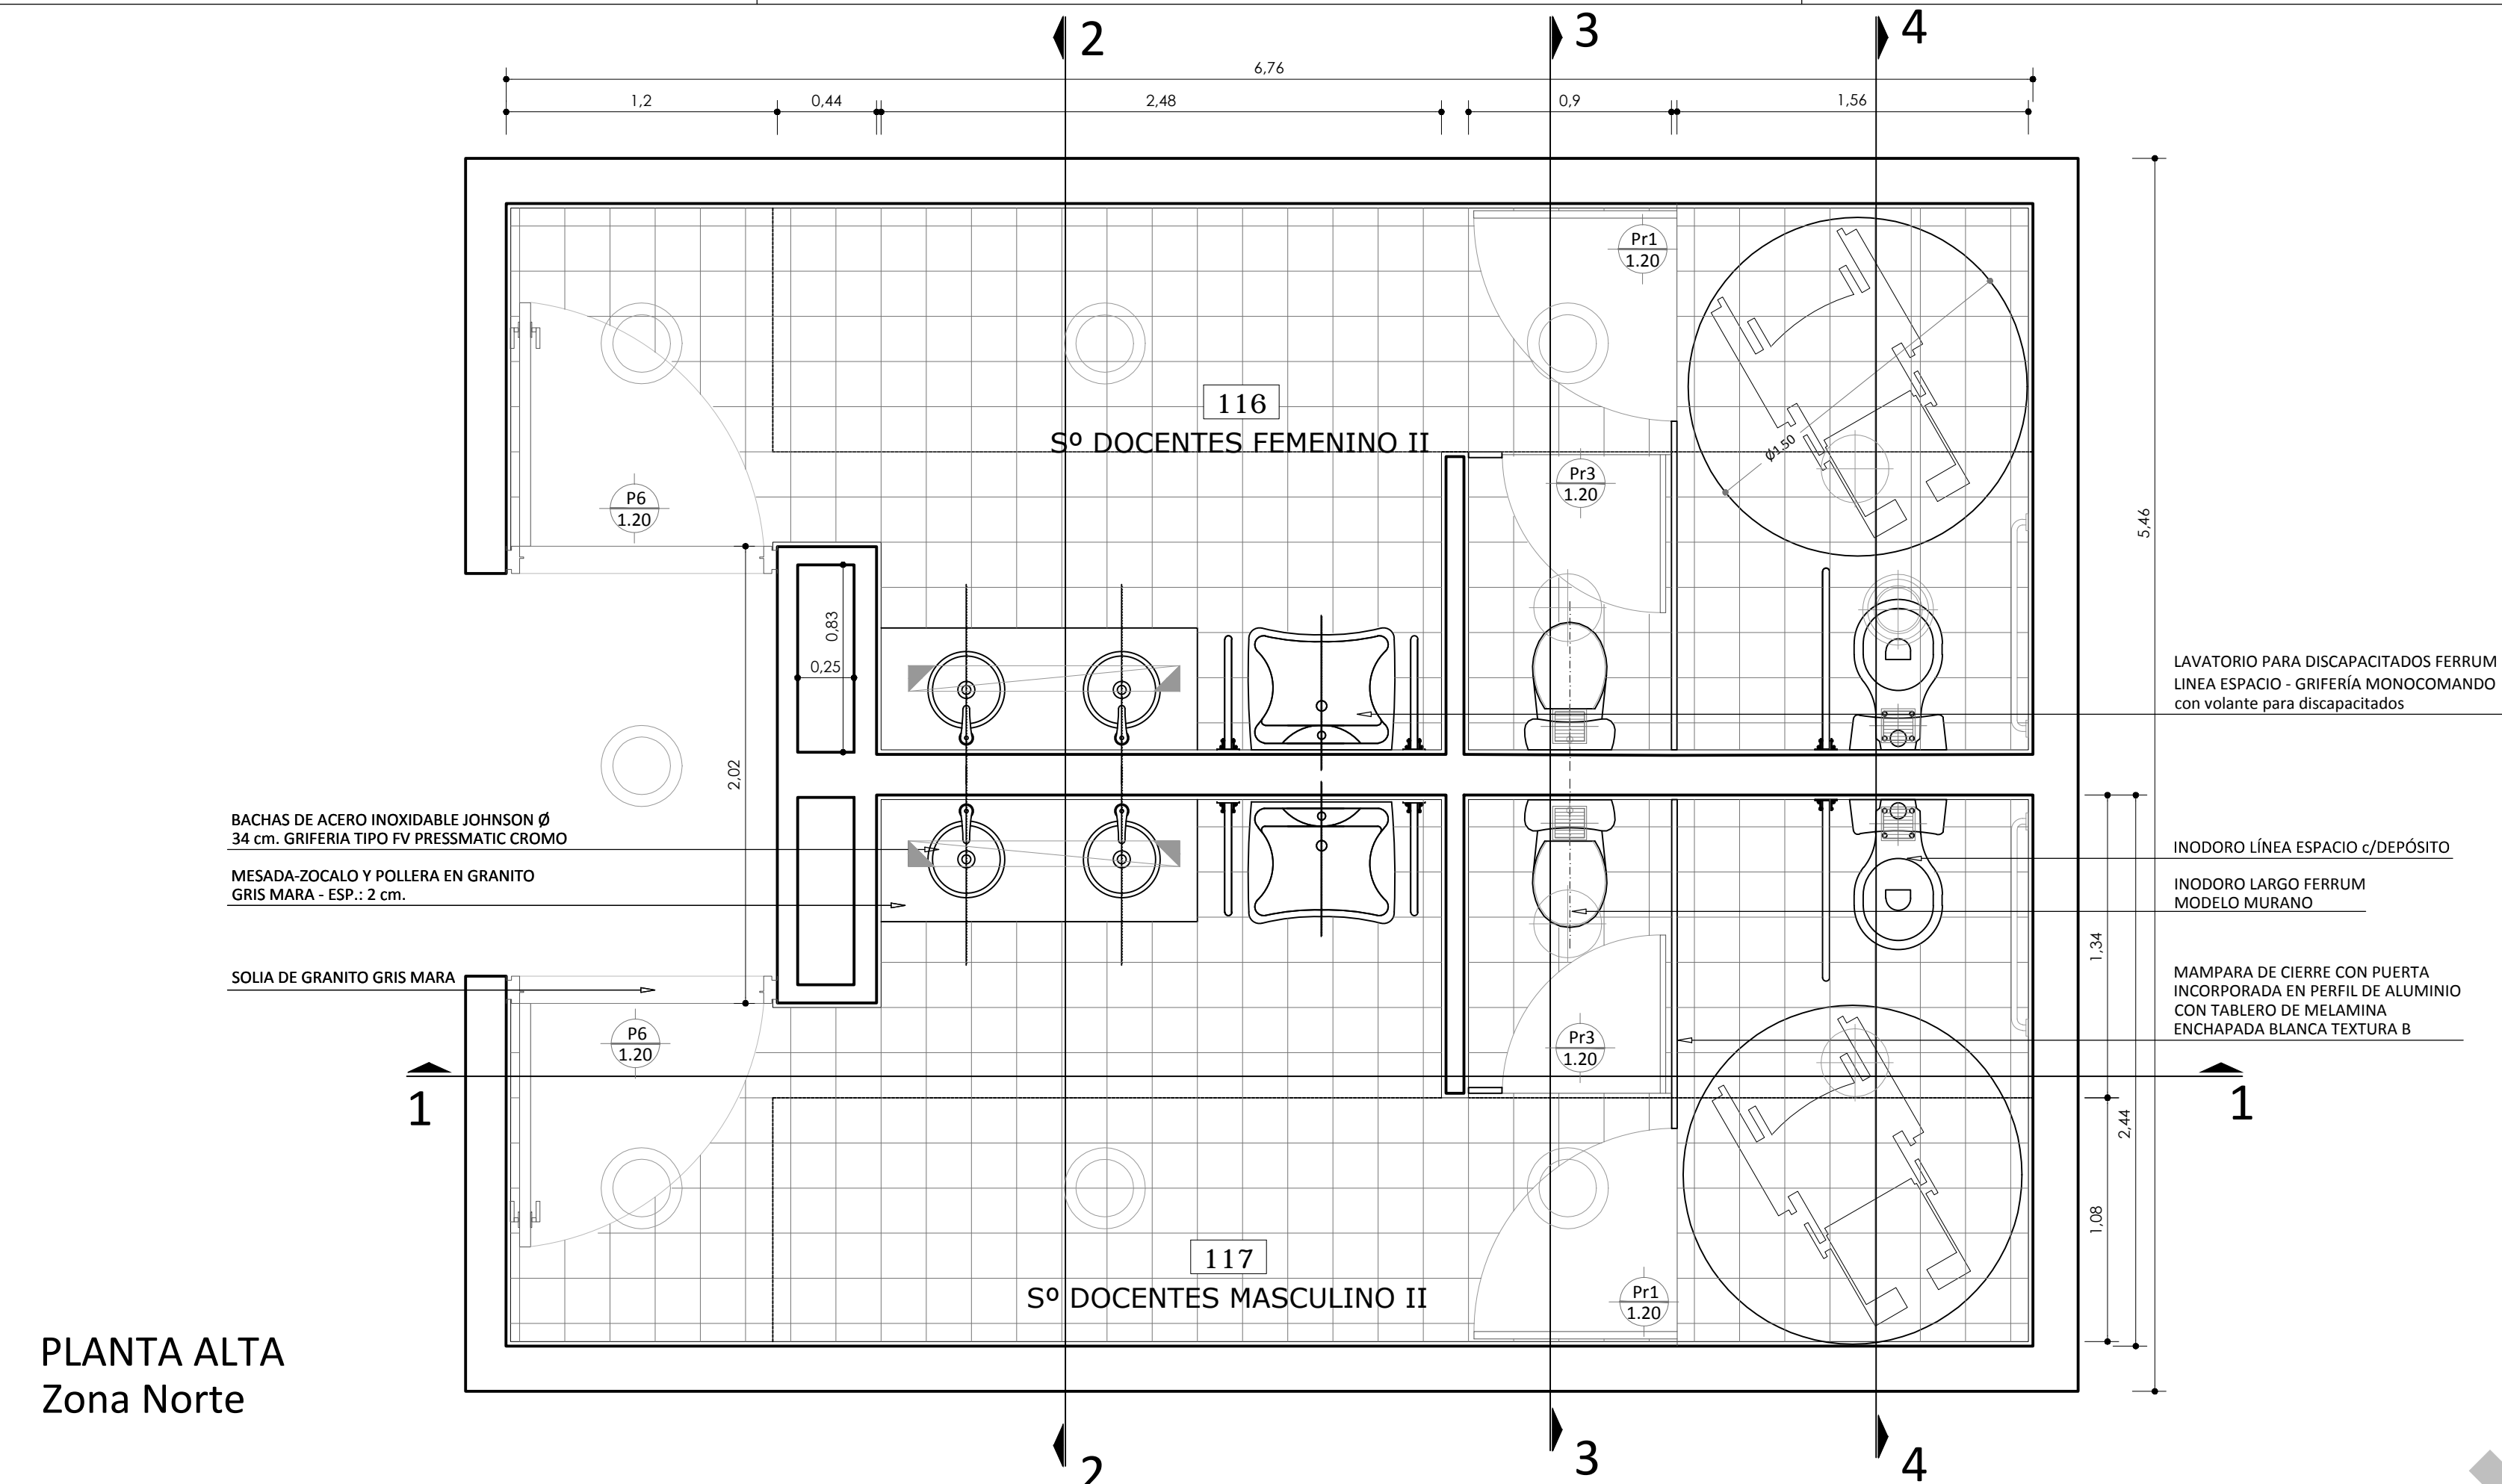 2
3
4
6,76
1,2
0,44
2,48
0,9
1,56
Pr1
1.20
116
Sº DOCENTES FEMENINO II
Ø1.50
Pr3
1.20
P6
1.20
5,46
0,83
0,25
2,02
LAVATORIO PARA DISCAPACITADOS FERRUM
LINEA ESPACIO - GRIFERÍA MONOCOMANDO
con volante para discapacitados
BACHAS DE ACERO INOXIDABLE JOHNSON Ø
34 cm. GRIFERIA TIPO FV PRESSMATIC CROMO
MESADA-ZOCALO Y POLLERA EN GRANITO
GRIS MARA - ESP.: 2 cm.
SOLIA DE GRANITO GRIS MARA
INODORO LÍNEA ESPACIO c/DEPÓSITO
INODORO LARGO FERRUM
MODELO MURANO
MAMPARA DE CIERRE CON PUERTA
INCORPORADA EN PERFIL DE ALUMINIO
CON TABLERO DE MELAMINA
ENCHAPADA BLANCA TEXTURA B
1,34
2,44
1,08
P6
1.20
Pr3
1.20
1
1
117
Sº DOCENTES MASCULINO II
Pr1
1.20
PLANTA ALTA
Zona Norte
2
3
4